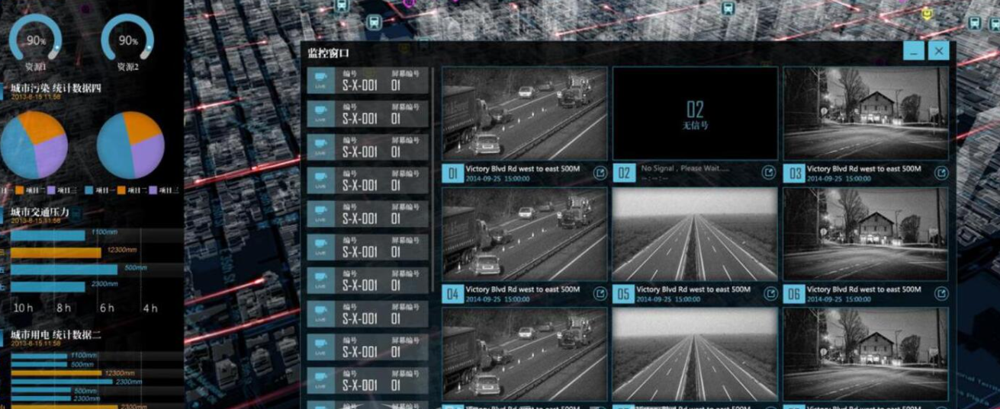 90%
90%
资源1
资源2
城市污染 统计数据四
2013-8-15 11:58
项目二
项目三
项目一
项目二
项目三
城市交通压力
2013-8-15 11:58
1100mm
12300mm
500mm
2300mm
10 h
8 h
6 h
4 h
城市用电 统计数据二
2013-8-15 11:58
1100mm
500mm
12300mm
2300mm
500mm
2300mm
2300mm
监控窗口
编号 屏幕编号
LIVE S-X-001 01
编号 屏幕编号
LIVE S-X-001 01
编号 屏幕编号
LIVE S-X-001 01
编号 屏幕编号
LIVE S-X-001 01
编号 屏幕编号
LIVE S-X-001 01
编号 屏幕编号
LIVE S-X-001 01
编号 屏幕编号
LIVE S-X-001 01
编号 屏幕编号
LIVE S-X-001 01
编号 屏幕编号
LIVE S-X-001 01
编号 屏幕编号
LIVE S-X-001 01
编号 屏幕编号
02
无信号
01 Victory Blvd Rd west to east 500M
2014-09-25 15:00:00
02 No Signal , Please Wait.....
-- : -- : --
03 Victory Blvd Rd west to east 500M
2014-09-25 15:00:00
04 Victory Blvd Rd west to east 500M
2014-09-25 15:00:00
05 Victory Blvd Rd west to east 500M
2014-09-25 15:00:00
06 Victory Blvd Rd west to east 500M
2014-09-25 15:00:00
Victory Blvd Rd west to east 500M
Victory Blvd Rd west to east 500M
Victory Blvd Rd west to east 500M